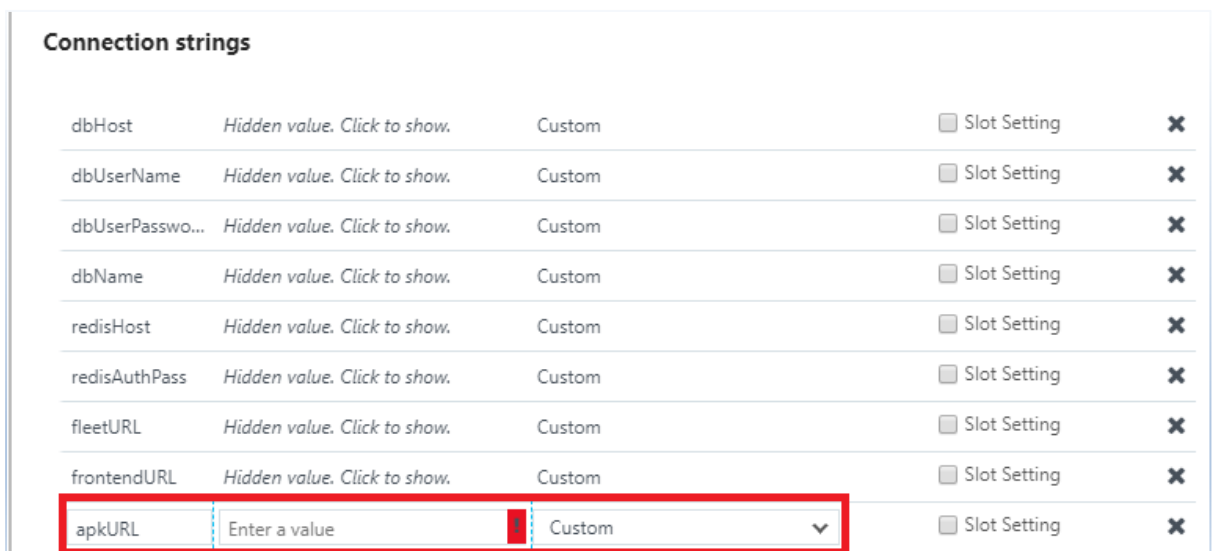 Connection strings
dbHost Hidden value. Click to show. Custom Slot Setting
dbUserName Hidden value. Click to show. Custom Slot Setting
dbUserPasswo... Hidden value. Click to show. Custom Slot Setting
dbName Hidden value. Click to show. Custom Slot Setting
redisHost Hidden value. Click to show. Custom Slot Setting
redisAuthPass Hidden value. Click to show. Custom Slot Setting
fleetURL Hidden value. Click to show. Custom Slot Setting
frontendURL Hidden value. Click to show. Custom Slot Setting
apkURL Enter a value Custom Slot Setting